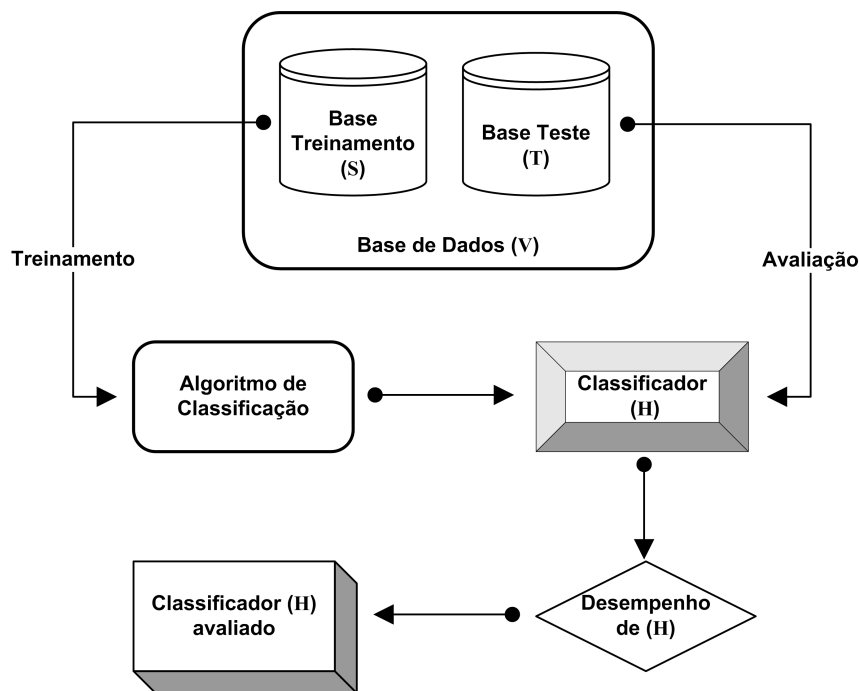 Base
Treinamento
(S)
Base Teste
(T)
Base de Dados (V)
Treinamento
Avaliação
Algoritmo de
Classificação
Classificador
(H)
Classificador (H)
avaliado
Desempenho
de (H)